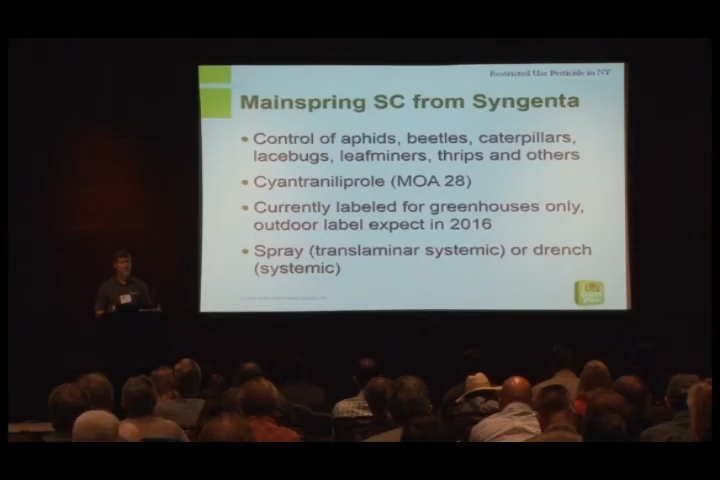 Restricted Use Pesticide in NY
Mainspring SC from Syngenta
• Control of aphids, beetles, caterpillars,
lacebugs, leafminers, thrips and others
• Cyantraniliprole (MOA 28)
• Currently labeled for greenhouses only,
outdoor label expect in 2016
• Spray (translaminar systemic) or drench
(systemic)